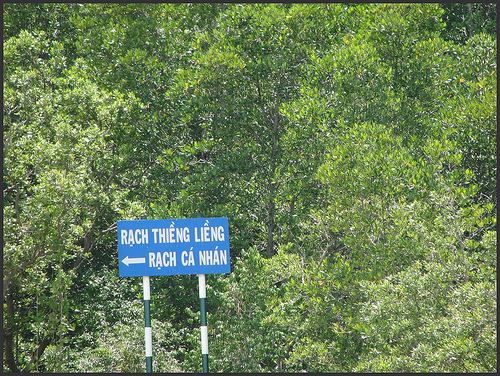 RẠCH THIỀNG LIỀNG
RẠCH CÁ NHÁN